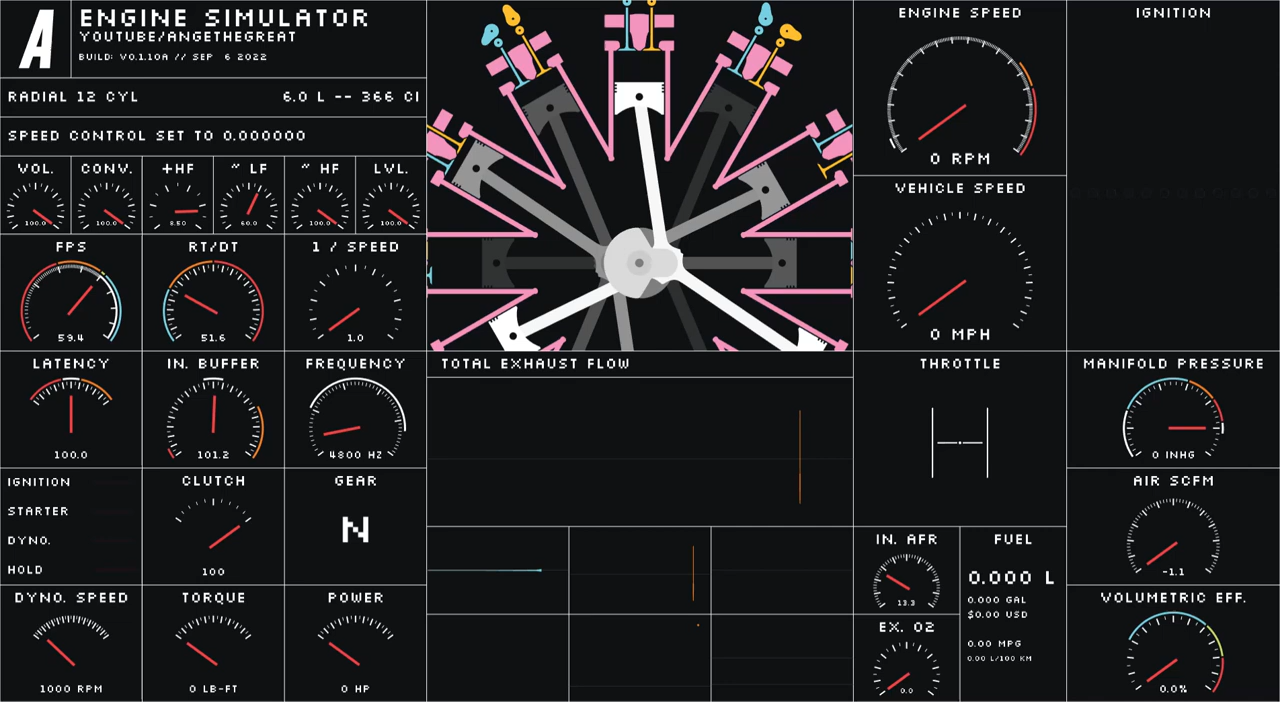 A
ENGINE SIMULATOR
YOUTUBE/ANGETHEGREAT
BUILD: V0.1.10A // SEP 6 2022
RADIAL 12 CYL
6.0 L -- 366 CI
SPEED CONTROL SET TO 0.000000
VOL.
CONV.
+HF
~ LF
~ HF
LVL.
100.0
100.0
8.50
60.0
100.0
100.0
FPS
RT/DT
1 / SPEED
59.4
51.6
1.0
LATENCY
IN. BUFFER
FREQUENCY
100.0
101.2
4800 HZ
IGNITION
STARTER
DYNO.
HOLD
CLUTCH
100
GEAR
N
DYNO. SPEED
TORQUE
POWER
1000 RPM
0 LB-FT
0 HP
TOTAL EXHAUST FLOW
ENGINE SPEED
0 RPM
VEHICLE SPEED
0 MPH
THROTTLE
IN. AFR
13.3
EX. O2
0.0
FUEL
0.000 L
0.000 GAL
$0.00 USD
0.00 MPG
0.00 L/100 KM
IGNITION
MANIFOLD PRESSURE
0 INHG
AIR SCFM
-1.1
VOLUMETRIC EFF.
0.0%